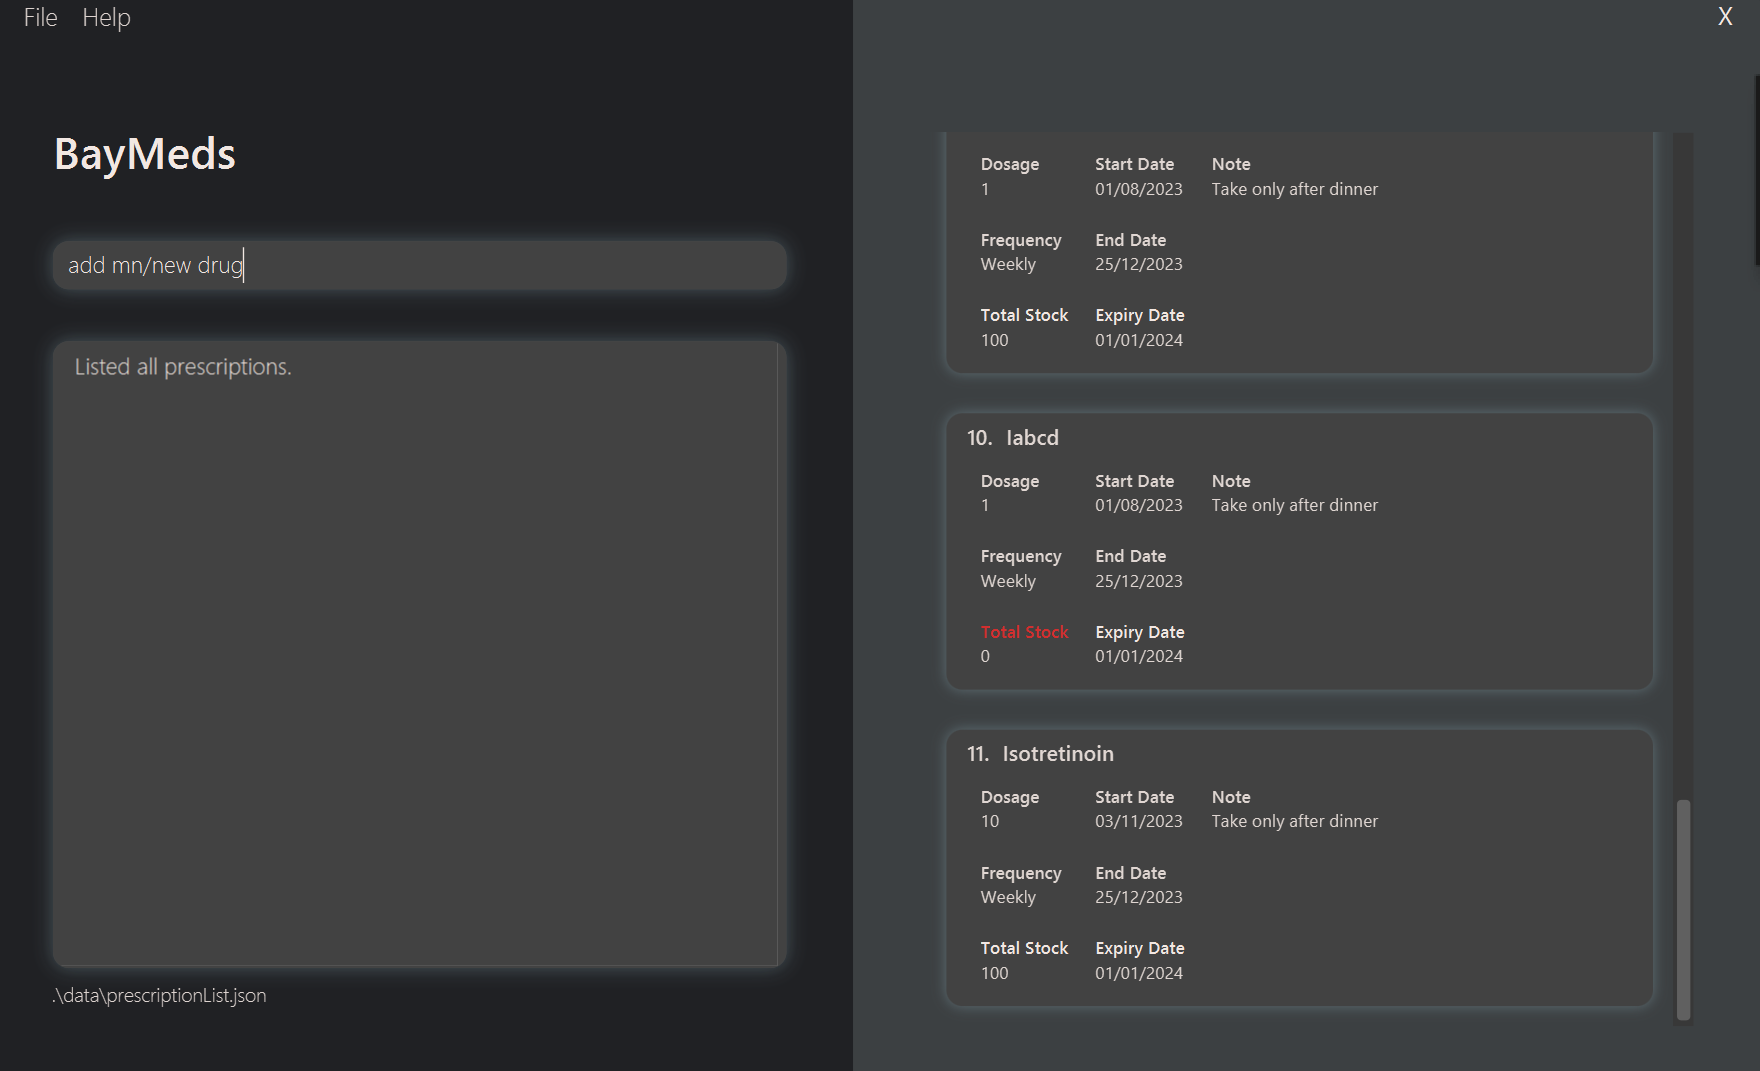 File Help
X
BayMeds
add mn/new drug
Listed all prescriptions.
.\data\prescriptionList.json
Dosage Start Date Note
1 01/08/2023 Take only after dinner
Frequency End Date
Weekly 25/12/2023
Total Stock Expiry Date
100 01/01/2024
10. Iabcd
Dosage Start Date Note
1 01/08/2023 Take only after dinner
Frequency End Date
Weekly 25/12/2023
Total Stock Expiry Date
0 01/01/2024
11. Isotretinoin
Dosage Start Date Note
10 03/11/2023 Take only after dinner
Frequency End Date
Weekly 25/12/2023
Total Stock Expiry Date
100 01/01/2024